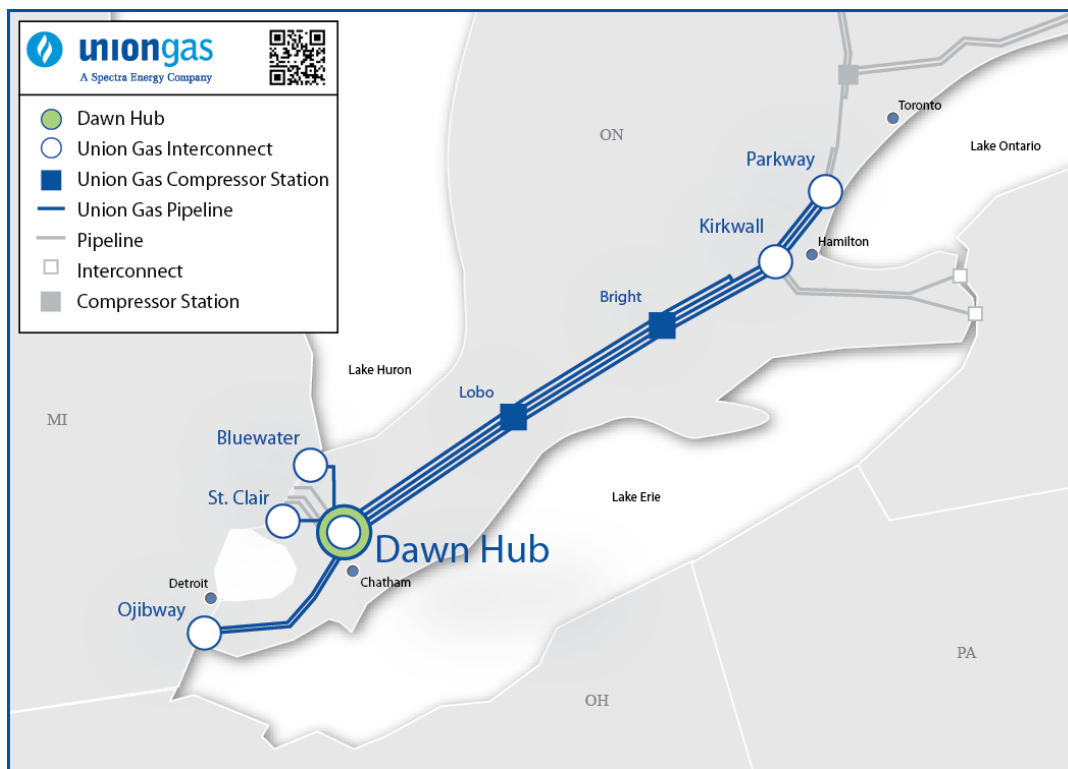 uniongas
A Spectra Energy Company
Dawn Hub
Union Gas Interconnect
Union Gas Compressor Station
Union Gas Pipeline
Pipeline
Interconnect
Compressor Station
ON
Toronto
Lake Ontario
Parkway
Kirkwall
Hamilton
Bright
Lake Huron
Lobo
MI
Bluewater
St. Clair
Lake Erie
Dawn Hub
Chatham
Detroit
Ojibway
PA
OH